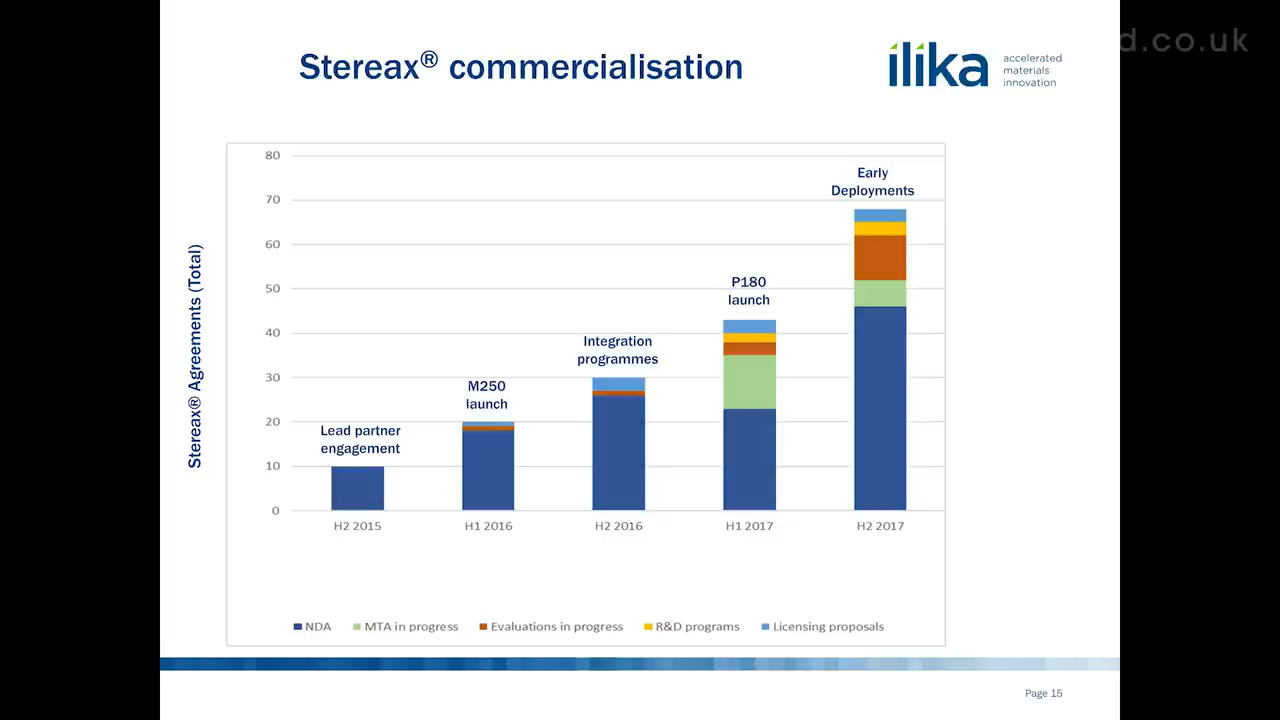 d.co.uk
Stereax® commercialisation
ilika
accelerated
materials
innovation
Stereax® Agreements (Total)
80
70
60
50
40
30
20
10
0
Lead partner
engagement
M250
launch
Integration
programmes
P180
launch
Early
Deployments
H2 2015
H1 2016
H2 2016
H1 2017
H2 2017
NDA
MTA in progress
Evaluations in progress
R&D programs
Licensing proposals
Page 15